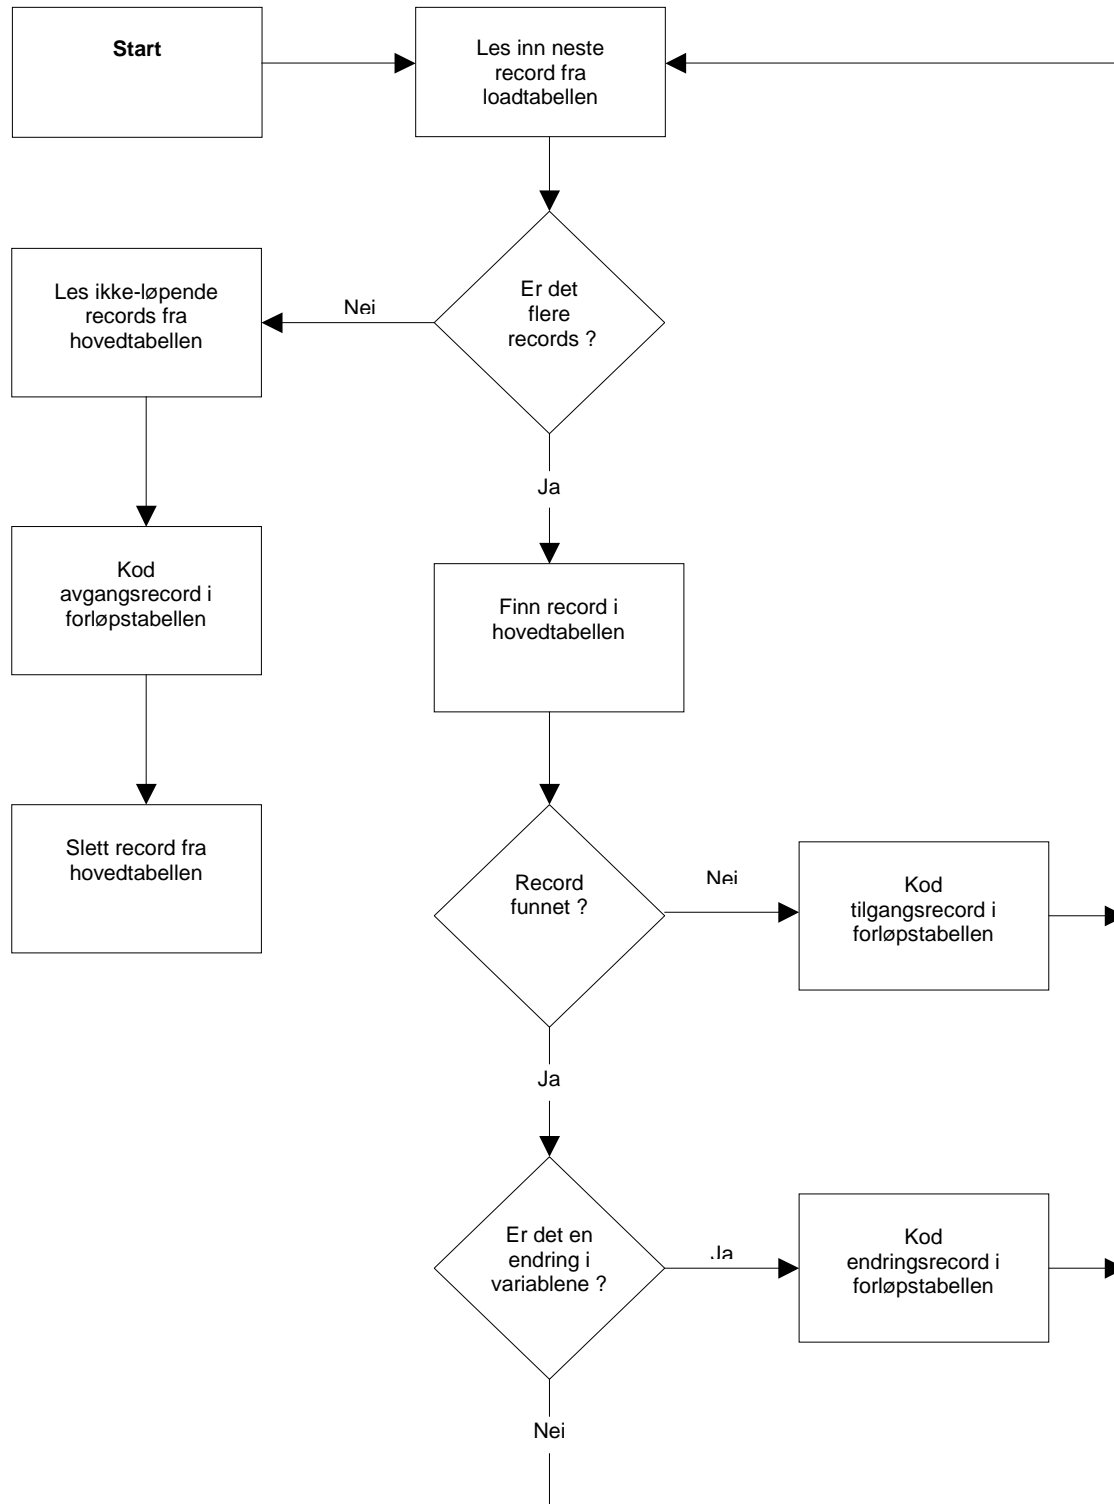 Start
Les inn neste
record fra
loadtabellen
Er det
flere
records ?
Nei
Les ikke-løpende
records fra
hovedtabellen
Kod
avgangsrecord i
forløpstabellen
Slett record fra
hovedtabellen
Ja
Finn record i
hovedtabellen
Record
funnet ?
Nei
Kod
tilgangsrecord i
forløpstabellen
Ja
Er det en
endring i
variablene ?
Ja
Kod
endringsrecord i
forløpstabellen
Nei